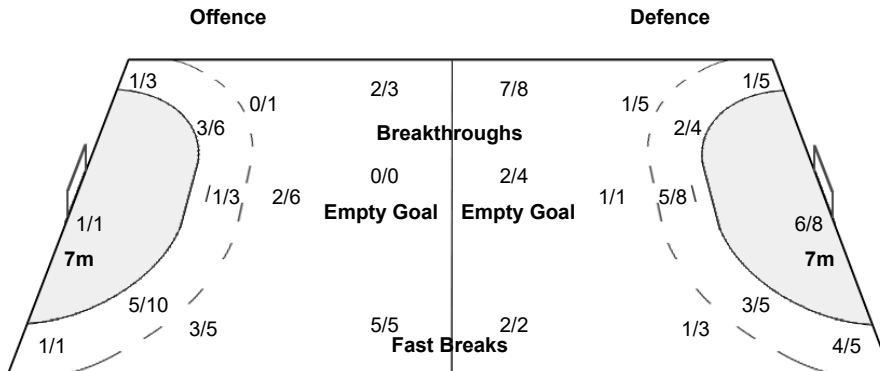 Offence Defence
1/3 2/3 7/8 1/5
0/1 1/5
3/6 Breakthroughs 2/4
0/0 2/4
1/3 2/6 1/1 5/8
Empty Goal Empty Goal
1/1 6/8
7m 7m
5/10 3/5
3/5 5/5 2/2 1/3
1/1 Fast Breaks 4/5